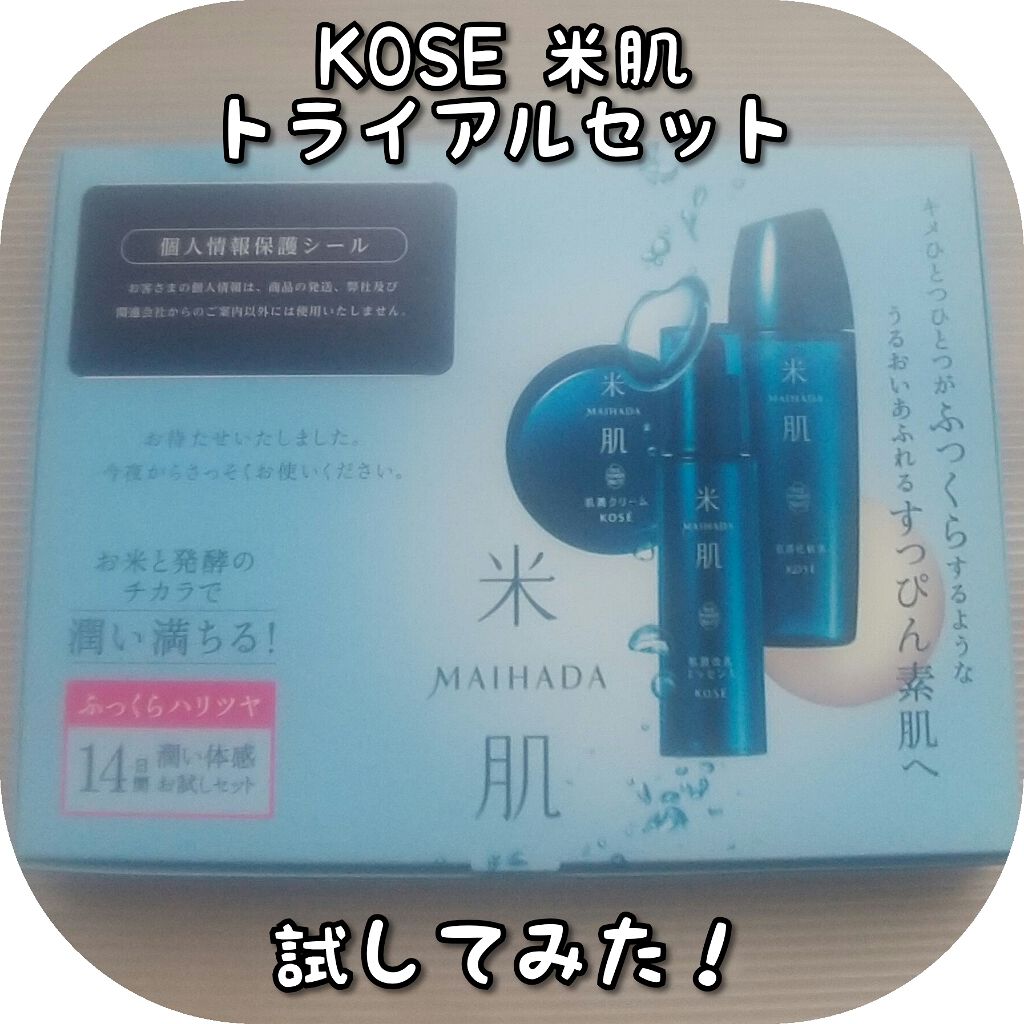 KOSE 米肌
トライアルセット
個人情報保護シール
お客さまの個人情報は、商品の発送、弊社及び
関連会社からのご案内以外には使用いたしません。
お待たせいたしました。
今夜からさっそくお使いください。
お米と発酵の
チカラで
潤い満ちる!
ふっくらハリツヤ
14日間
潤い体感
お試しセット
米
MAIHADA
肌
米
MAIHADA
肌
肌潤クリーム
KOSÉ
米
MAIHADA
肌
肌潤改善
エッセンス
KOSÉ
米
MAIHADA
肌
肌潤化粧水
KOSÉ
キメひとつひとつがふっくらするような
うるおいあふれるすっぴん素肌へ
試してみた!